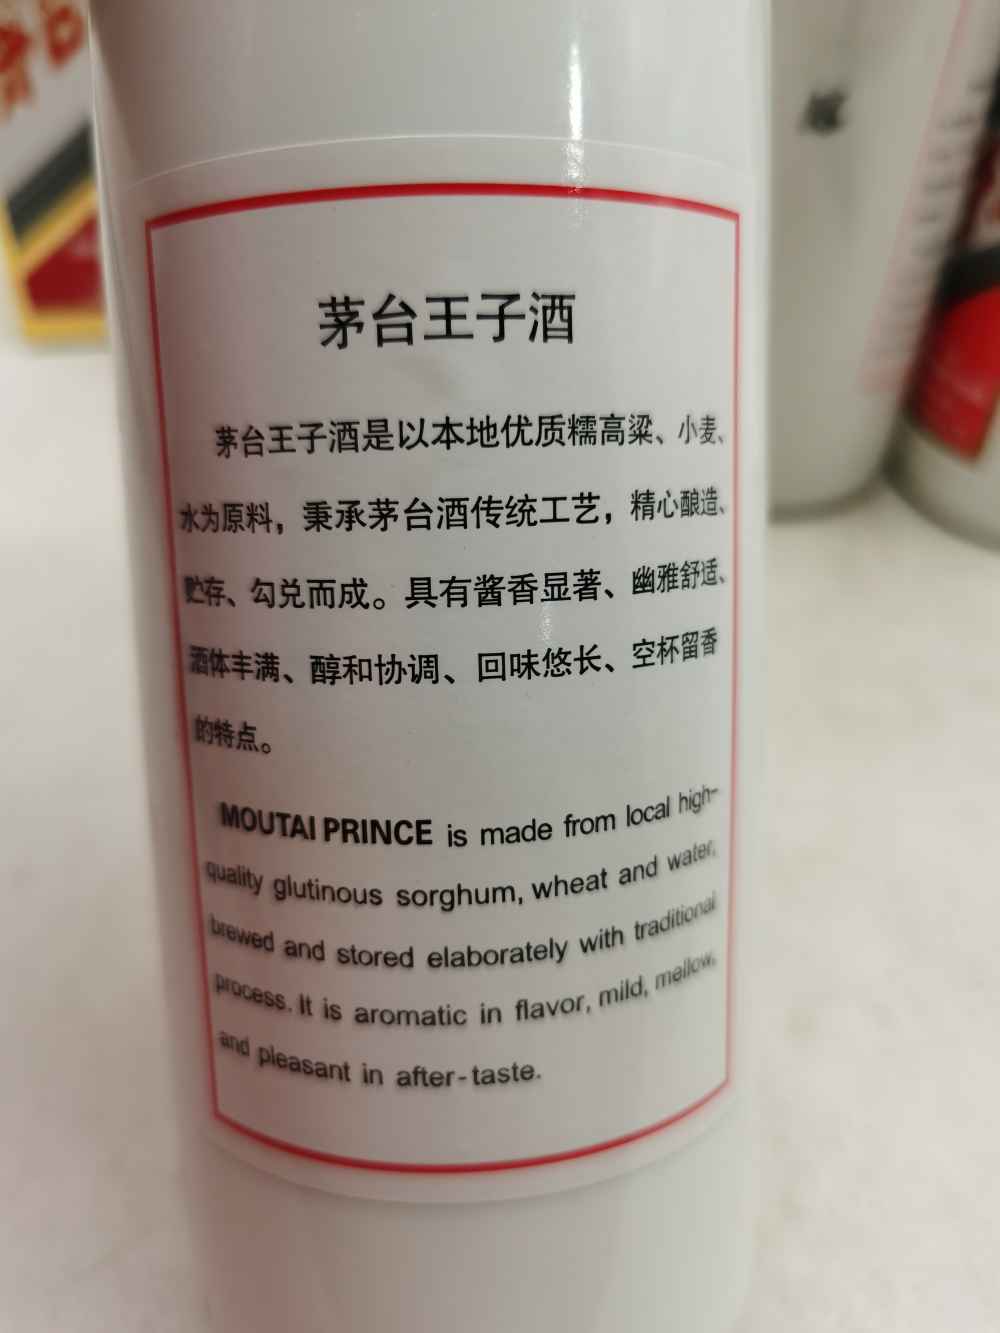 茅台王子酒
茅台王子酒是以本地优质糯高粱、小麦、
水为原料，秉承茅台酒传统工艺，精心酿造、
贮存、勾兑而成。具有酱香显著、幽雅舒适、
酒体丰满、醇和协调、回味悠长、空杯留香
的特点。
MOUTAI PRINCE is made from local high-
quality glutinous sorghum, wheat and water,
brewed and stored elaborately with traditional
process. It is aromatic in flavor, mild, mellow,
and pleasant in after-taste.